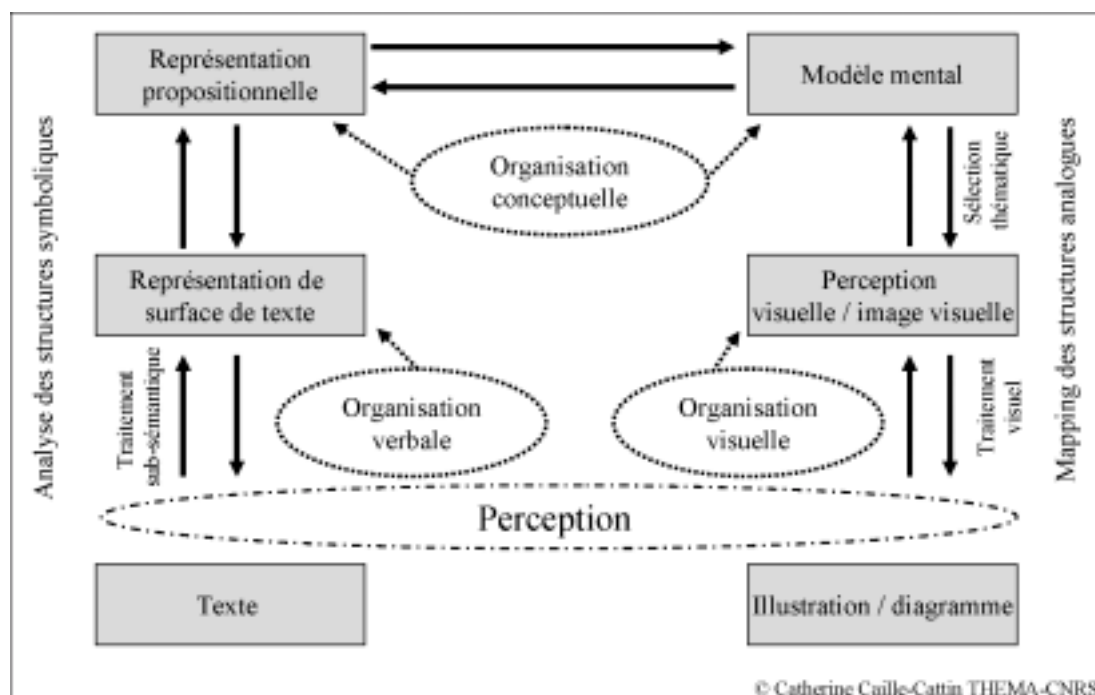 Représentation
propositionnelle
Modèle mental
Organisation
conceptuelle
Analyse des structures symboliques
Sélection
thématique
Mapping des structures analogues
Représentation de
surface de texte
Perception
visuelle / image visuelle
Traitement
sub-sémantique
Organisation
verbale
Organisation
visuelle
Traitement
visuel
Perception
Texte
Illustration / diagramme
© Catherine Caille-Cattin THEMA-CNRS